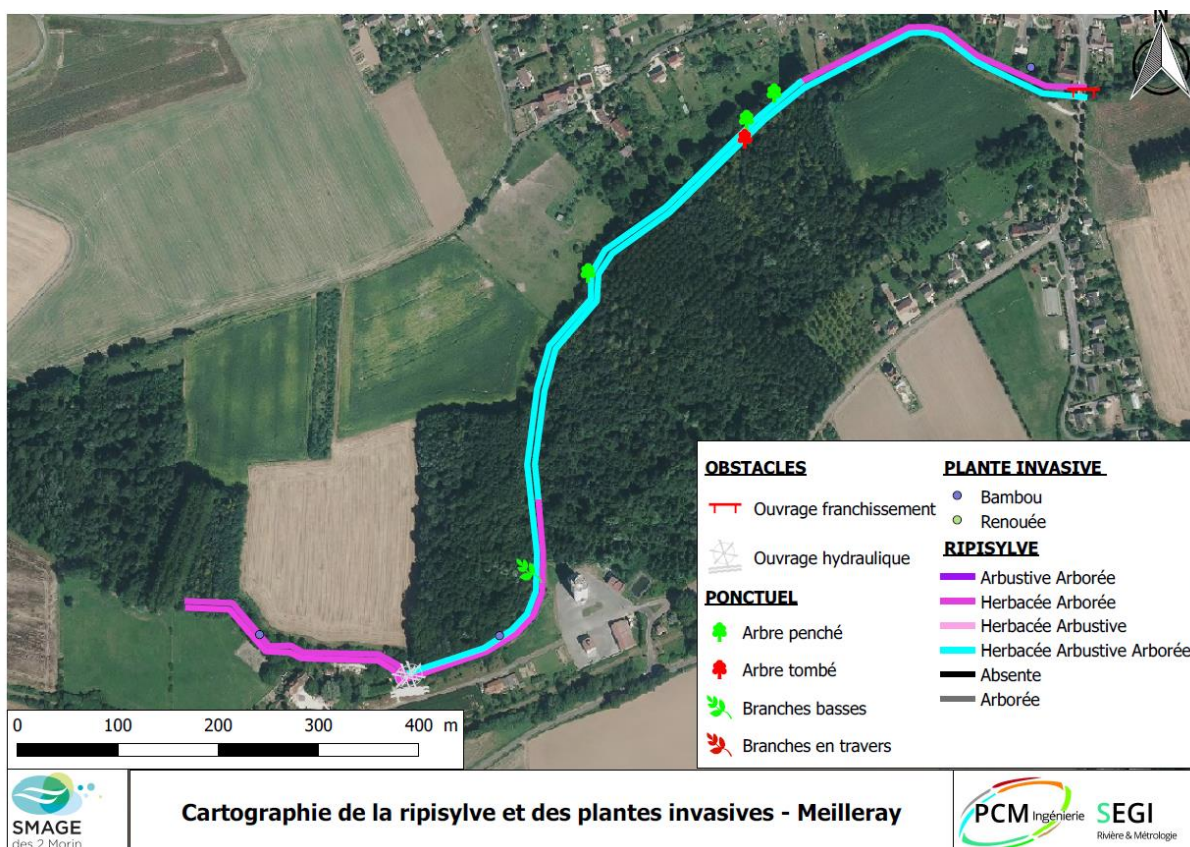 N
OBSTACLES
Ouvrage franchissement
Ouvrage hydraulique
PONCTUEL
Arbre penché
Arbre tombé
Branches basses
Branches en travers
PLANTE INVASIVE
Bambou
Renouée
RIPISYLVE
Arbustive Arborée
Herbacée Arborée
Herbacée Arbustive
Herbacée Arbustive Arborée
Absente
Arborée
0 100 200 300 400 m
SMAGE
des 2 Morin
Cartographie de la ripisylve et des plantes invasives - Meilleray
PCM Ingénierie
SEGI
Rivière & Métrologie